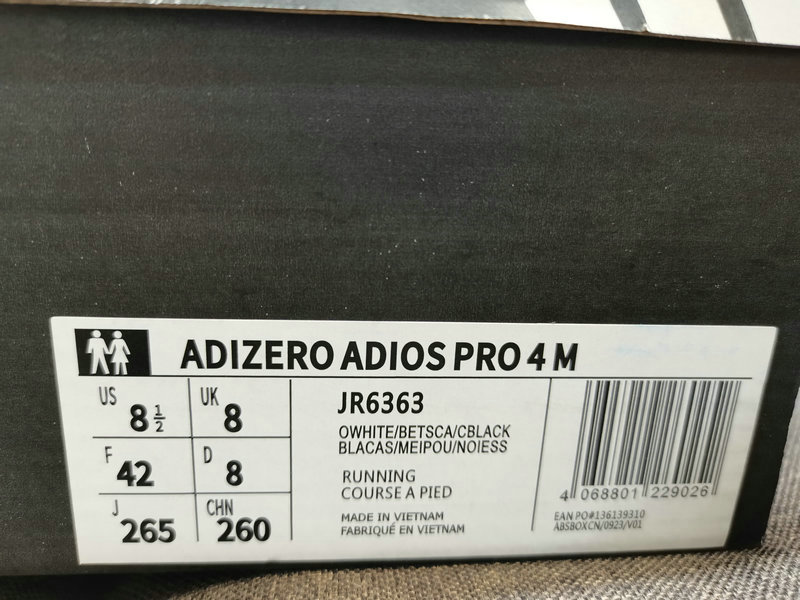 ADIZERO ADIOS PRO 4 M
US 8 1/2
UK 8
F 42
D 8
J 265
CHN 260
JR6363
OWHITE/BETSCA/CBLACK
BLACAS/MEIPOU/NOIESS
RUNNING
COURSE A PIED
MADE IN VIETNAM
FABRIQUÉ EN VIETNAM
4 068801 229026
EAN PO#136139310
ABSBOXCN/0923/V01